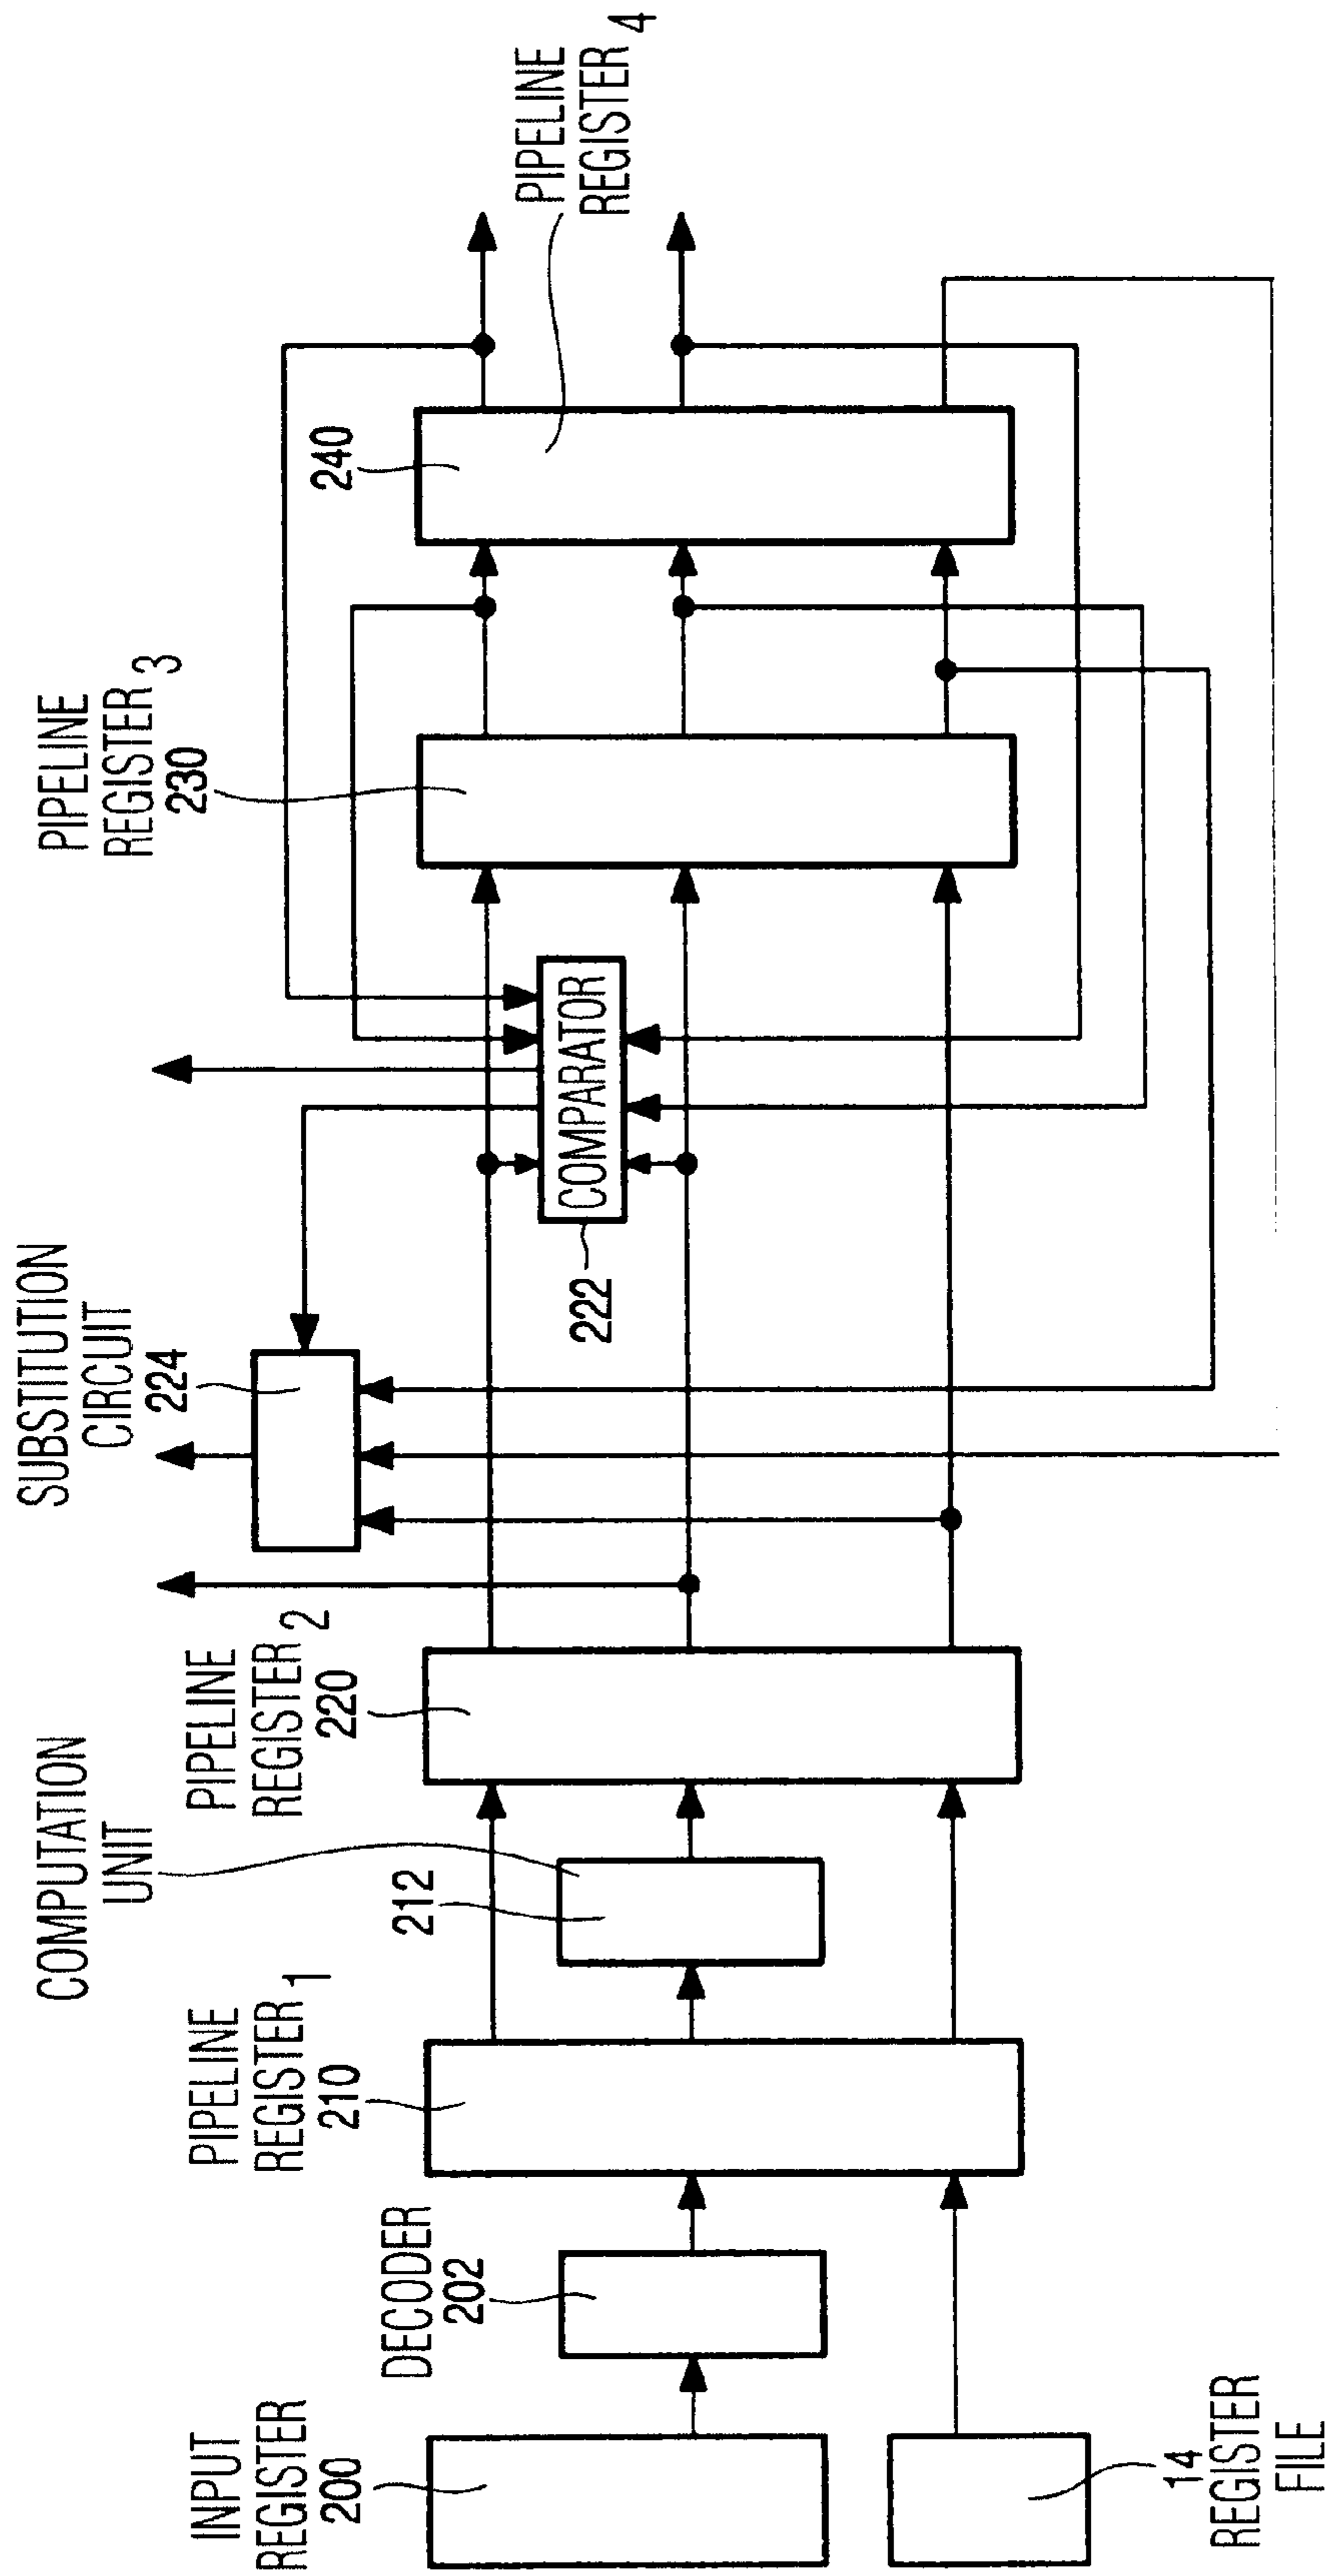 INPUT
REGISTER
200
DECODER
202
14
REGISTER
FILE
PIPELINE
REGISTER 1
210
COMPUTATION
UNIT
212
PIPELINE
REGISTER 2
220
SUBSTITUTION
CIRCUIT
224
222
COMPARATOR
PIPELINE
REGISTER 3
230
240
PIPELINE
REGISTER 4